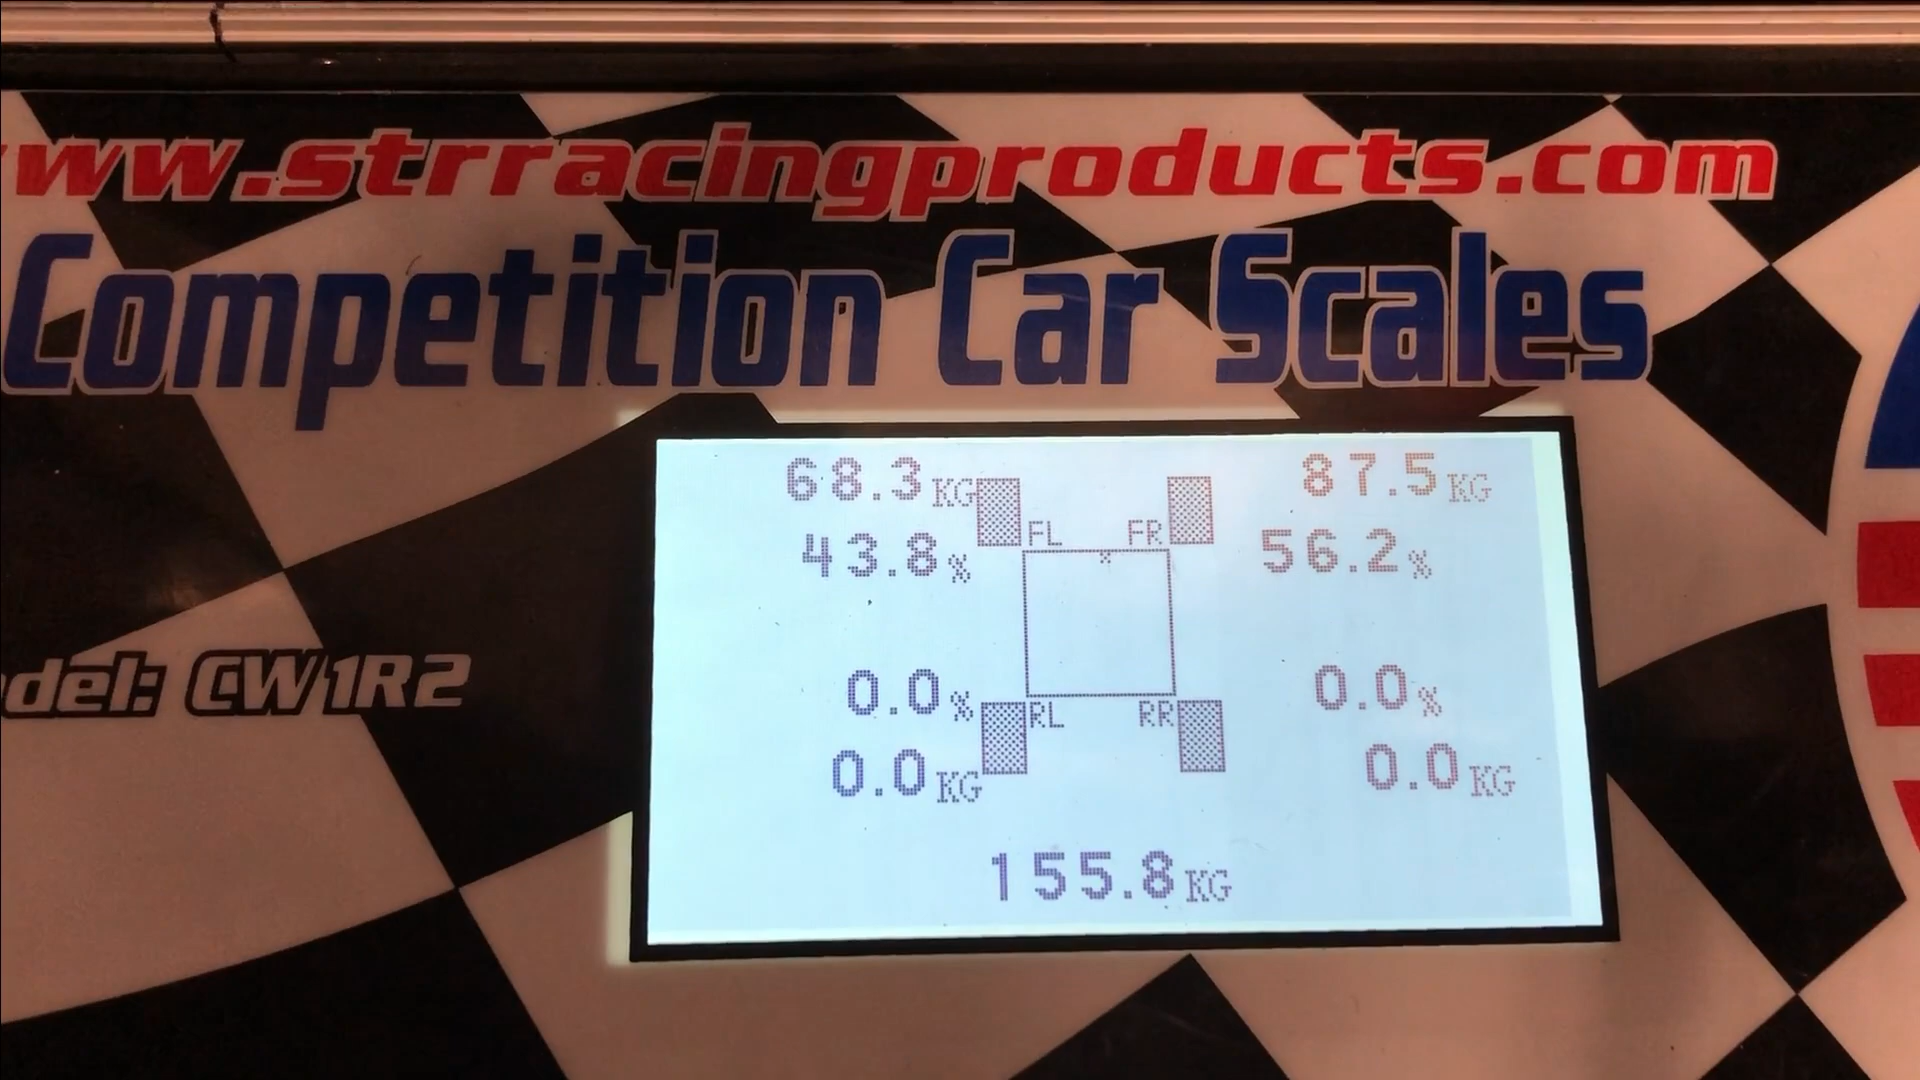 ww.strracingproducts.com
Competition Car Scales
del: CW1R2
68.3 KG
87.5 KG
FL FR
43.8 %
56.2 %
0.0 %
0.0 %
RL RR
0.0 KG
0.0 KG
155.8 KG